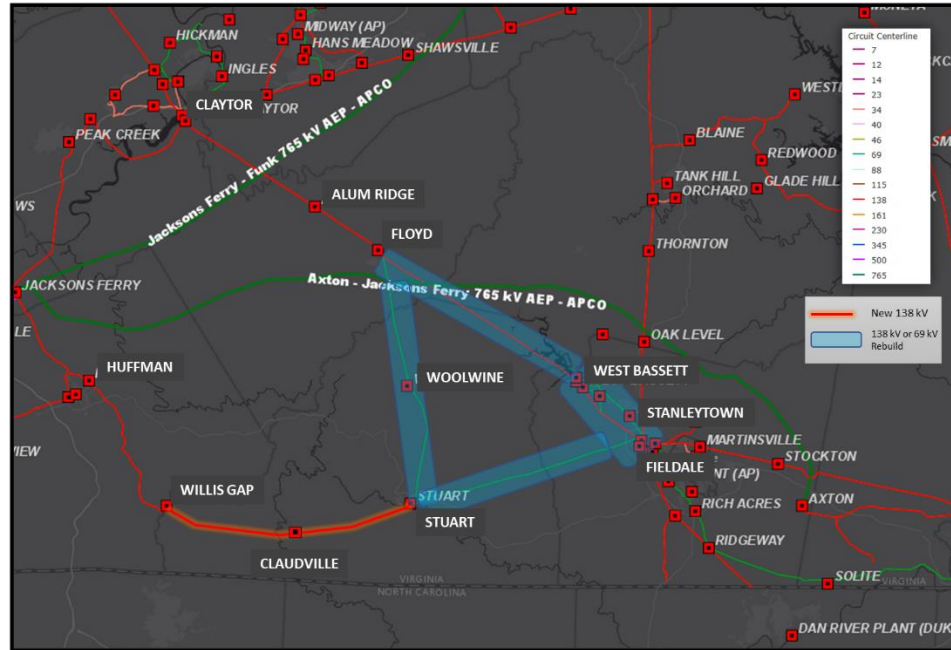 HICKMAN
MIDWAY (AP)
HANS MEADOW
SHAWSVILLE
INGLES
CLAYTOR
PEAK CREEK
Jacksons Ferry - Funk 765 kV AEP - APCO
ALUM RIDGE
FLOYD
WS
JACKSONS FERRY
Axton - Jacksons Ferry 765 kV AEP - APCO
BLAINE
REDWOOD
TANK HILL
ORCHARD
GLADE HILL
THORNTON
OAK LEVEL
LE
HUFFMAN
WOOLWINE
WEST BASSETT
STANLEYTOWN
MARTINSVILLE
STOCKTON
FIELDALE
NT (AP)
VIEW
WILLIS GAP
STUART
STUART
RICH ACRES
AXTON
CLAUDVILLE
RIDGEWAY
VIRGINIA
NORTH CAROLINA
SOLITE
VIRGINIA
DAN RIVER PLANT (DUK
Circuit Centerline
7
12
14
23
34
40
46
69
88
115
138
161
230
345
500
765
New 138 kV
138 kV or 69 kV
Rebuild